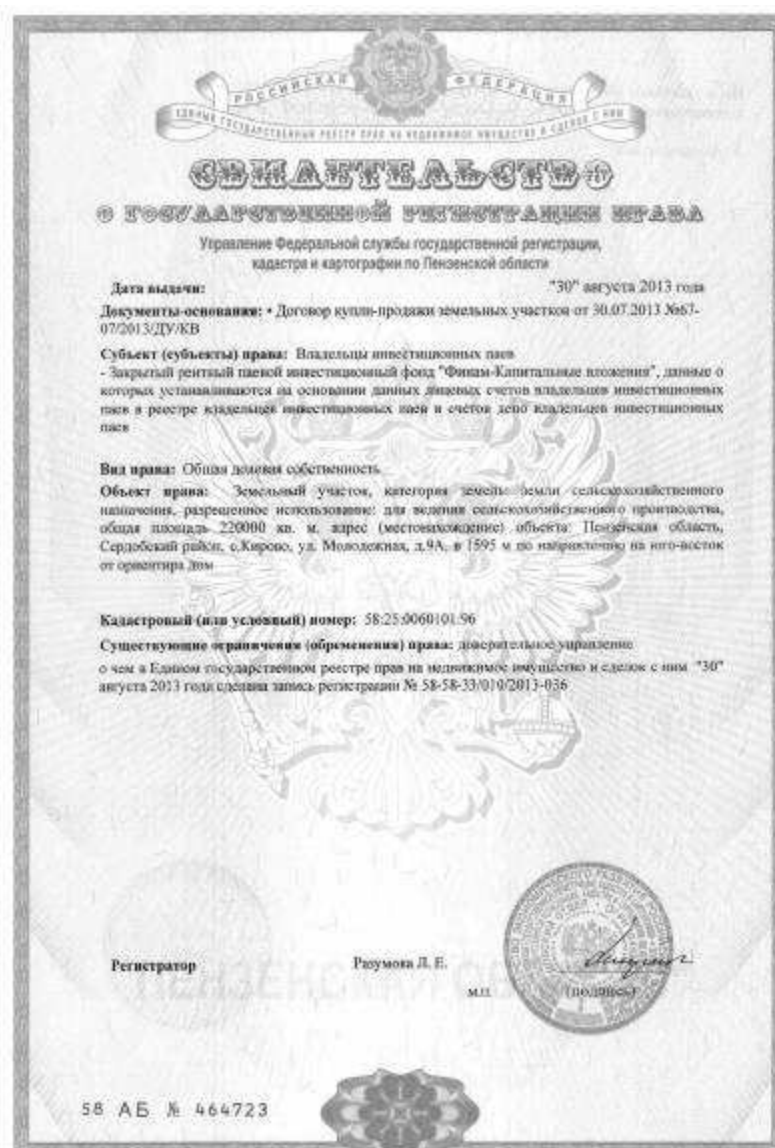 РОССИЙСКАЯ ФЕДЕРАЦИЯ
ЕДИНЫЙ ГОСУДАРСТВЕННЫЙ РЕЕСТР ПРАВ НА НЕДВИЖИМОЕ ИМУЩЕСТВО И СДЕЛОК С НИМ
СВИДЕТЕЛЬСТВО
О ГОСУДАРСТВЕННОЙ РЕГИСТРАЦИИ ПРАВА
Управление Федеральной службы государственной регистрации,
кадастра и картографии по Пензенской области
Дата выдачи: "30" августа 2013 года
Документы-основания: • Договор купли-продажи земельных участков от 30.07.2013 №67-
07/2013/ДУ/КВ
Субъект (субъекты) права: Владельцы инвестиционных паев
- Закрытый рентный паевой инвестиционный фонд "Финам-Капитальные вложения", данные о
которых устанавливаются на основании данных лицевых счетов владельцев инвестиционных
паев в реестре владельцев инвестиционных паев и счетов депо владельцев инвестиционных
паев
Вид права: Общая долевая собственность
Объект права: Земельный участок, категория земель: земли сельскохозяйственного
назначения, разрешенное использование: для ведения сельскохозяйственного производства,
общая площадь 220000 кв. м, адрес (местонахождение) объекта: Пензенская область,
Сердобский район, с.Кирово, ул. Молодежная, д.9А, в 1595 м по направлению на юго-восток
от ориентира дом
Кадастровый (или условный) номер: 58:25:0060101:96
Существующие ограничения (обременения) права: доверительное управление
о чем в Едином государственном реестре прав на недвижимое имущество и сделок с ним "30"
августа 2013 года сделана запись регистрации № 58-58-33/010/2013-036
Регистратор Разумова Л. Е.
м.п. (подпись)
ПЕНЗЕНСКАЯ ОБ
58 АБ № 464723